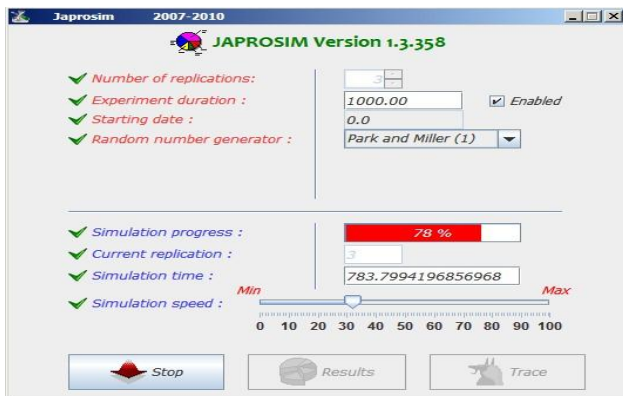 Japrosim 2007-2010
JAPROSIM Version 1.3.358
Number of replications: 3
Experiment duration : 1000.00 Enabled
Starting date : 0.0
Random number generator : Park and Miller (1)
Simulation progress : 78 %
Current replication : 3
Simulation time : 783.7994196856968
Min Max
Simulation speed :
0 10 20 30 40 50 60 70 80 90 100
Stop Results Trace